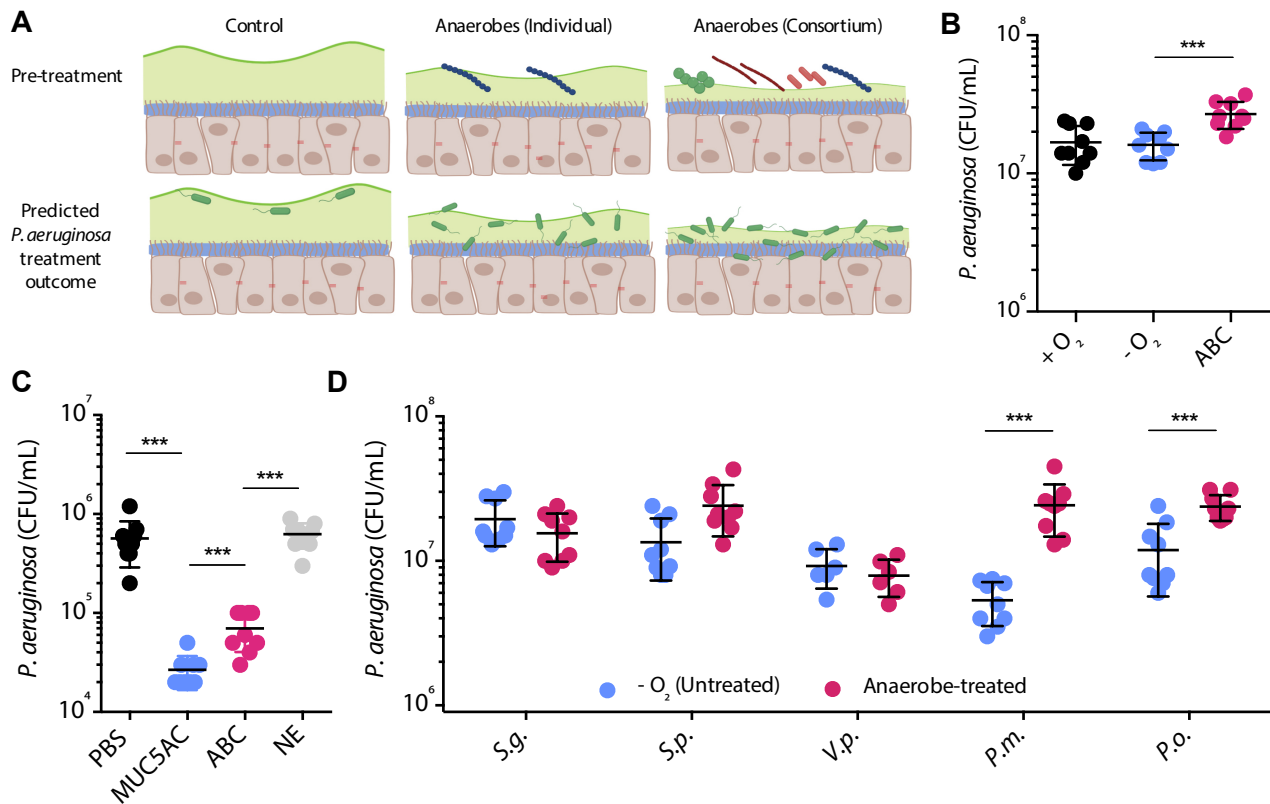 A
Control
Anaerobes (Individual)
Anaerobes (Consortium)
Pre-treatment
Predicted
P. aeruginosa
treatment
outcome
B
P. aeruginosa (CFU/mL)
10⁸
10⁷
10⁶
***
+ O₂
- O₂
ABC
C
P. aeruginosa (CFU/mL)
10⁷
10⁶
10⁵
10⁴
***
***
***
PBS
MUC5AC
ABC
NE
D
P. aeruginosa (CFU/mL)
10⁸
10⁷
10⁶
***
***
- O₂ (Untreated)
Anaerobe-treated
S.g.
S.p.
V.p.
P.m.
P.o.